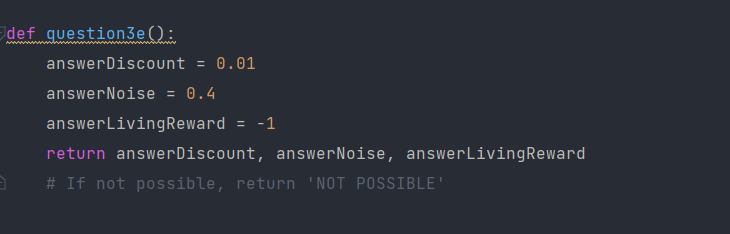 def question3e():
    answerDiscount = 0.01
    answerNoise = 0.4
    answerLivingReward = -1
    return answerDiscount, answerNoise, answerLivingReward
    # If not possible, return 'NOT POSSIBLE'